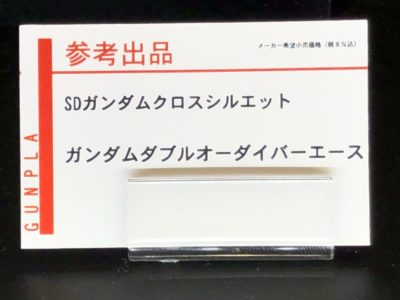 参考出品
メーカー希望小売価格（税８％込）
SDガンダムクロスシルエット
ガンダムダブルオーダイバーエース
GUNPLA